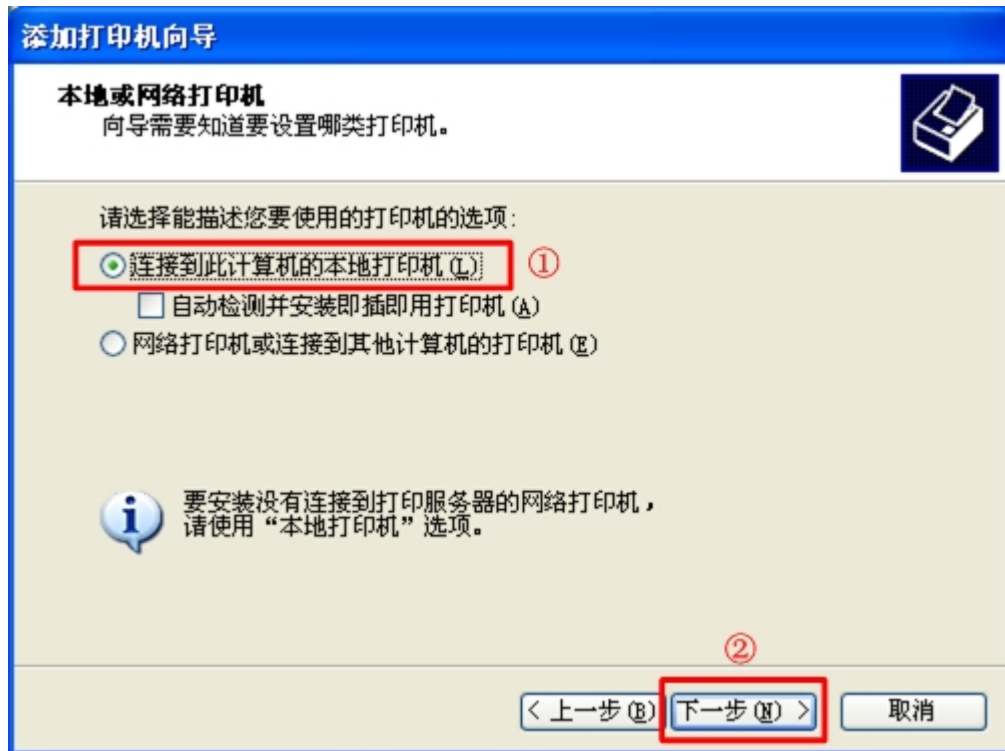 添加打印机向导
本地或网络打印机
向导需要知道要设置哪类打印机。
请选择能描述您要使用的打印机的选项:
连接到此计算机的本地打印机(L)
①
自动检测并安装即插即用打印机(A)
网络打印机或连接到其他计算机的打印机(E)
要安装没有连接到打印服务器的网络打印机，
请使用“本地打印机”选项。
②
< 上一步(B) 下一步(N) > 取消